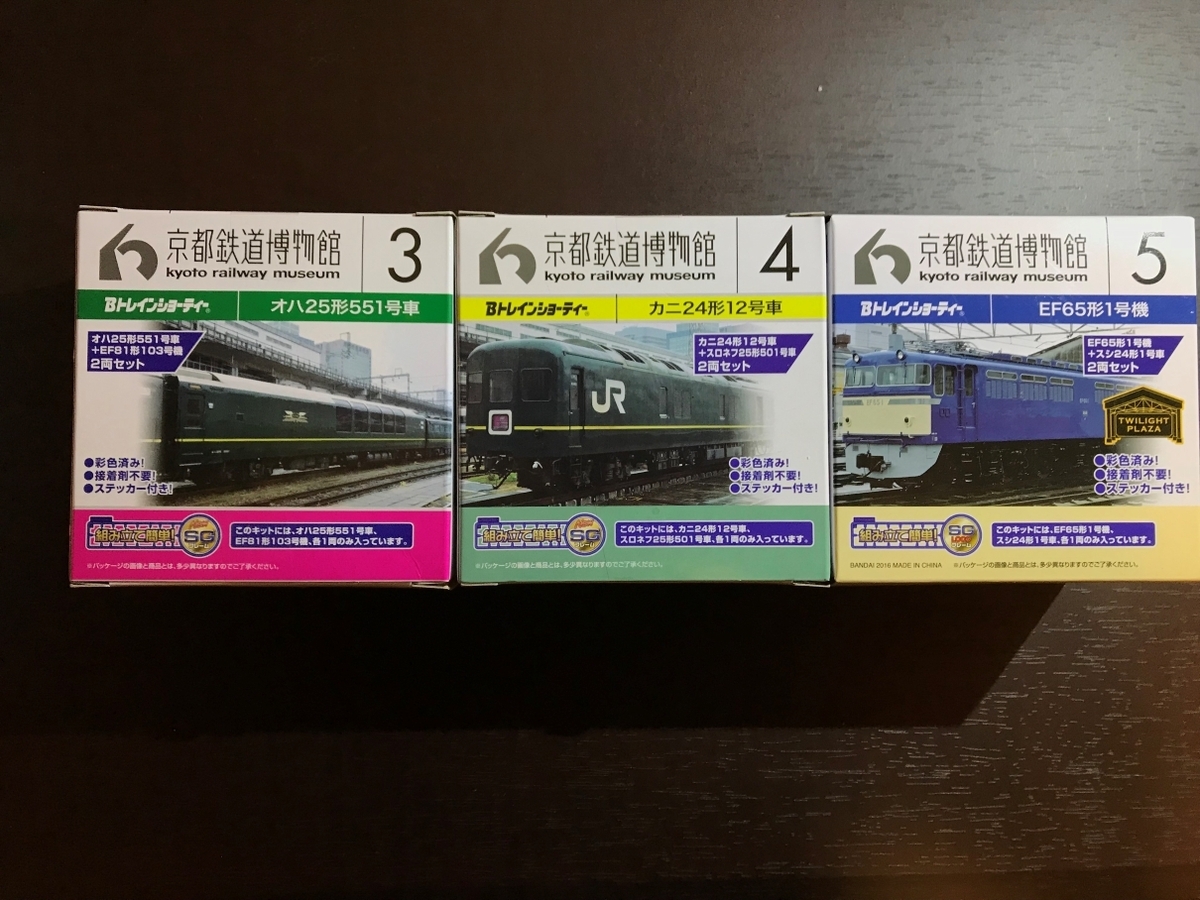 京都鉄道博物館
kyoto railway museum
3
Bトレインショーティー
オハ25形551号車
オハ25形551号車
+EF81形103号機
2両セット
●彩色済み!
●接着剤不要!
●ステッカー付き!
組み立て簡単!
SG
フレーム
このキットには、オハ25形551号車、
EF81形103号機、各1両のみ入っています。
※パッケージの画像と商品とは、多少異なりますのでご了承ください。
京都鉄道博物館
kyoto railway museum
4
Bトレインショーティー
カニ24形12号車
カニ24形12号車
+スロネフ25形501号車
2両セット
JR
●彩色済み!
●接着剤不要!
●ステッカー付き!
組み立て簡単!
SG
フレーム
このキットには、カニ24形12号車、
スロネフ25形501号車、各1両のみ入っています。
※パッケージの画像と商品とは、多少異なりますのでご了承ください。
京都鉄道博物館
kyoto railway museum
5
Bトレインショーティー
EF65形1号機
EF65形1号機
+スシ24形1号車
2両セット
TWILIGHT
PLAZA
●彩色済み!
●接着剤不要!
●ステッカー付き!
組み立て簡単!
SG
フレーム
このキットには、EF65形1号機、
スシ24形1号車、各1両のみ入っています。
BANDAI 2016 MADE IN CHINA ※パッケージの画像と商品とは、多少異なりますのでご了承ください。